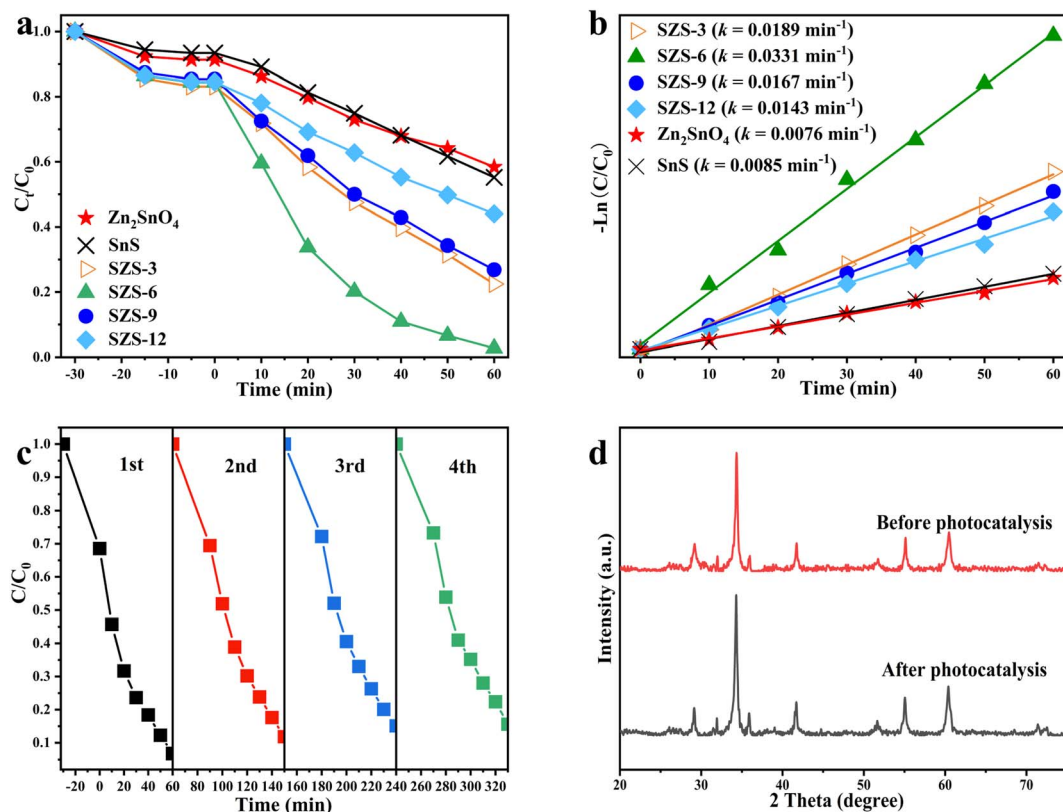 a
1.0
0.8
0.6
0.4
0.2
0.0
Cₜ/C₀
Zn₂SnO₄
SnS
SZS-3
SZS-6
SZS-9
SZS-12
-30 -20 -10 0 10 20 30 40 50 60
Time (min)
b
SZS-3 (k = 0.0189 min⁻¹)
SZS-6 (k = 0.0331 min⁻¹)
SZS-9 (k = 0.0167 min⁻¹)
SZS-12 (k = 0.0143 min⁻¹)
Zn₂SnO₄ (k = 0.0076 min⁻¹)
SnS (k = 0.0085 min⁻¹)
-Ln (C/C₀)
0 10 20 30 40 50 60
Time (min)
c
1st 2nd 3rd 4th
1.0
0.9
0.8
0.7
0.6
0.5
0.4
0.3
0.2
0.1
C/C₀
-20 0 20 40 60 80 100 120 140 160 180 200 220 240 260 280 300 320
Time (min)
d
Before photocatalysis
After photocatalysis
Intensity (a.u.)
20 30 40 50 60 70
2 Theta (degree)